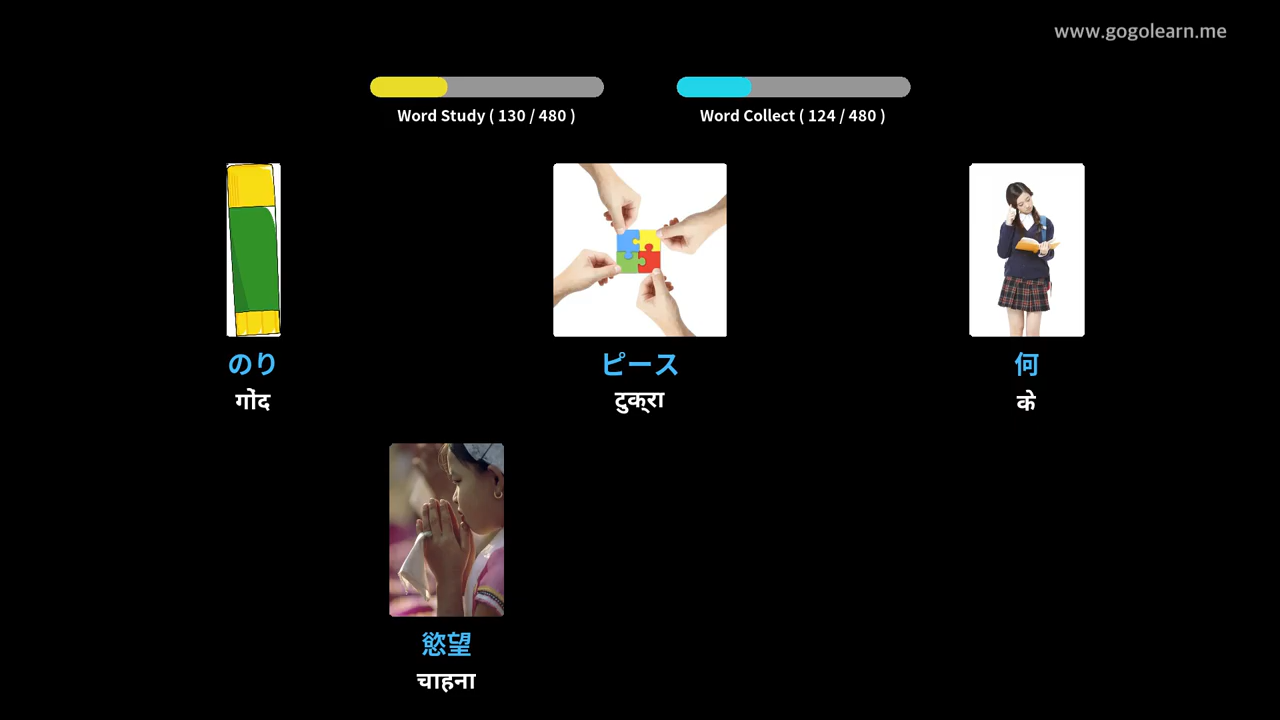 www.gogolearn.me
Word Study ( 130 / 480 )
Word Collect ( 124 / 480 )
のり
गोंद
ピース
टुक्रा
何
के
慾望
चाहना